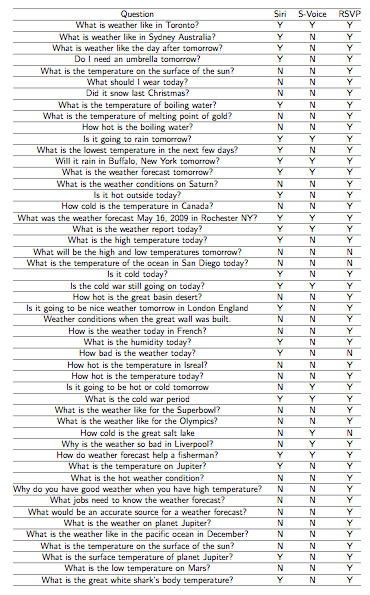 Question Siri S-Voice RSVP
What is weather like in Toronto? Y Y Y
What is weather like in Sydney Australia? Y N Y
What is weather like the day after tomorrow? Y N Y
Do I need an umbrella tomorrow? Y N Y
What is the temperature on the surface of the sun? N N Y
What should I wear today? N N Y
Did it snow last Christmas? N N Y
What is the temperature of boiling water? Y N Y
What is the temperature of melting point of gold? N N Y
How hot is the boiling water? N N Y
Is it going to rain tomorrow? Y Y Y
What is the lowest temperature in the next few days? Y N Y
Will it rain in Buffalo, New York tomorrow? Y Y Y
What is the weather forecast tomorrow? Y Y Y
What is the weather conditions on Saturn? N N Y
Is it hot outside today? Y N Y
How cold is the temperature in Canada? N N Y
What was the weather forecast May 16, 2009 in Rochester NY? Y Y Y
What is the weather report today? Y Y Y
What is the high temperature today? Y N Y
What will be the high and low temperatures tomorrow? N N N
What is the temperature of the ocean in San Diego today? N N N
Is it cold today? Y N Y
Is the cold war still going on today? Y Y Y
How hot is the great basin desert? N N Y
Is it going to be nice weather tomorrow in London England Y N Y
Weather conditions when the great wall was built. N N Y
How is the weather today in French? N N Y
What is the humidity today? Y N Y
How bad is the weather today? Y N N
How hot is the temperature in Isreal? N N Y
How hot is the temperature today? N N Y
Is it going to be hot or cold tomorrow N Y Y
What is the cold war period Y Y Y
What is the weather like for the Superbowl? N N Y
What is the weather like for the Olympics? N N Y
How cold is the great salt lake N Y N
Why is the weather so bad in Liverpool? N Y Y
How do weather forecast help a fisherman? Y Y Y
What is the temperature on Jupiter? Y N Y
What is the hot weather condition? N N Y
Why do you have good weather when you have high temperature? N N Y
What jobs need to know the weather forecast? N N Y
What would be an accurate source for a weather forecast? N N Y
What is the weather on planet Jupiter? N N Y
What is the weather like in the pacific ocean in December? N N Y
What is the temperature on the surface of the sun? N N Y
What is the surface temperature of planet Jupiter? Y N Y
What is the low temperature on Mars? N N Y
What is the great white shark's body temperature? Y N Y